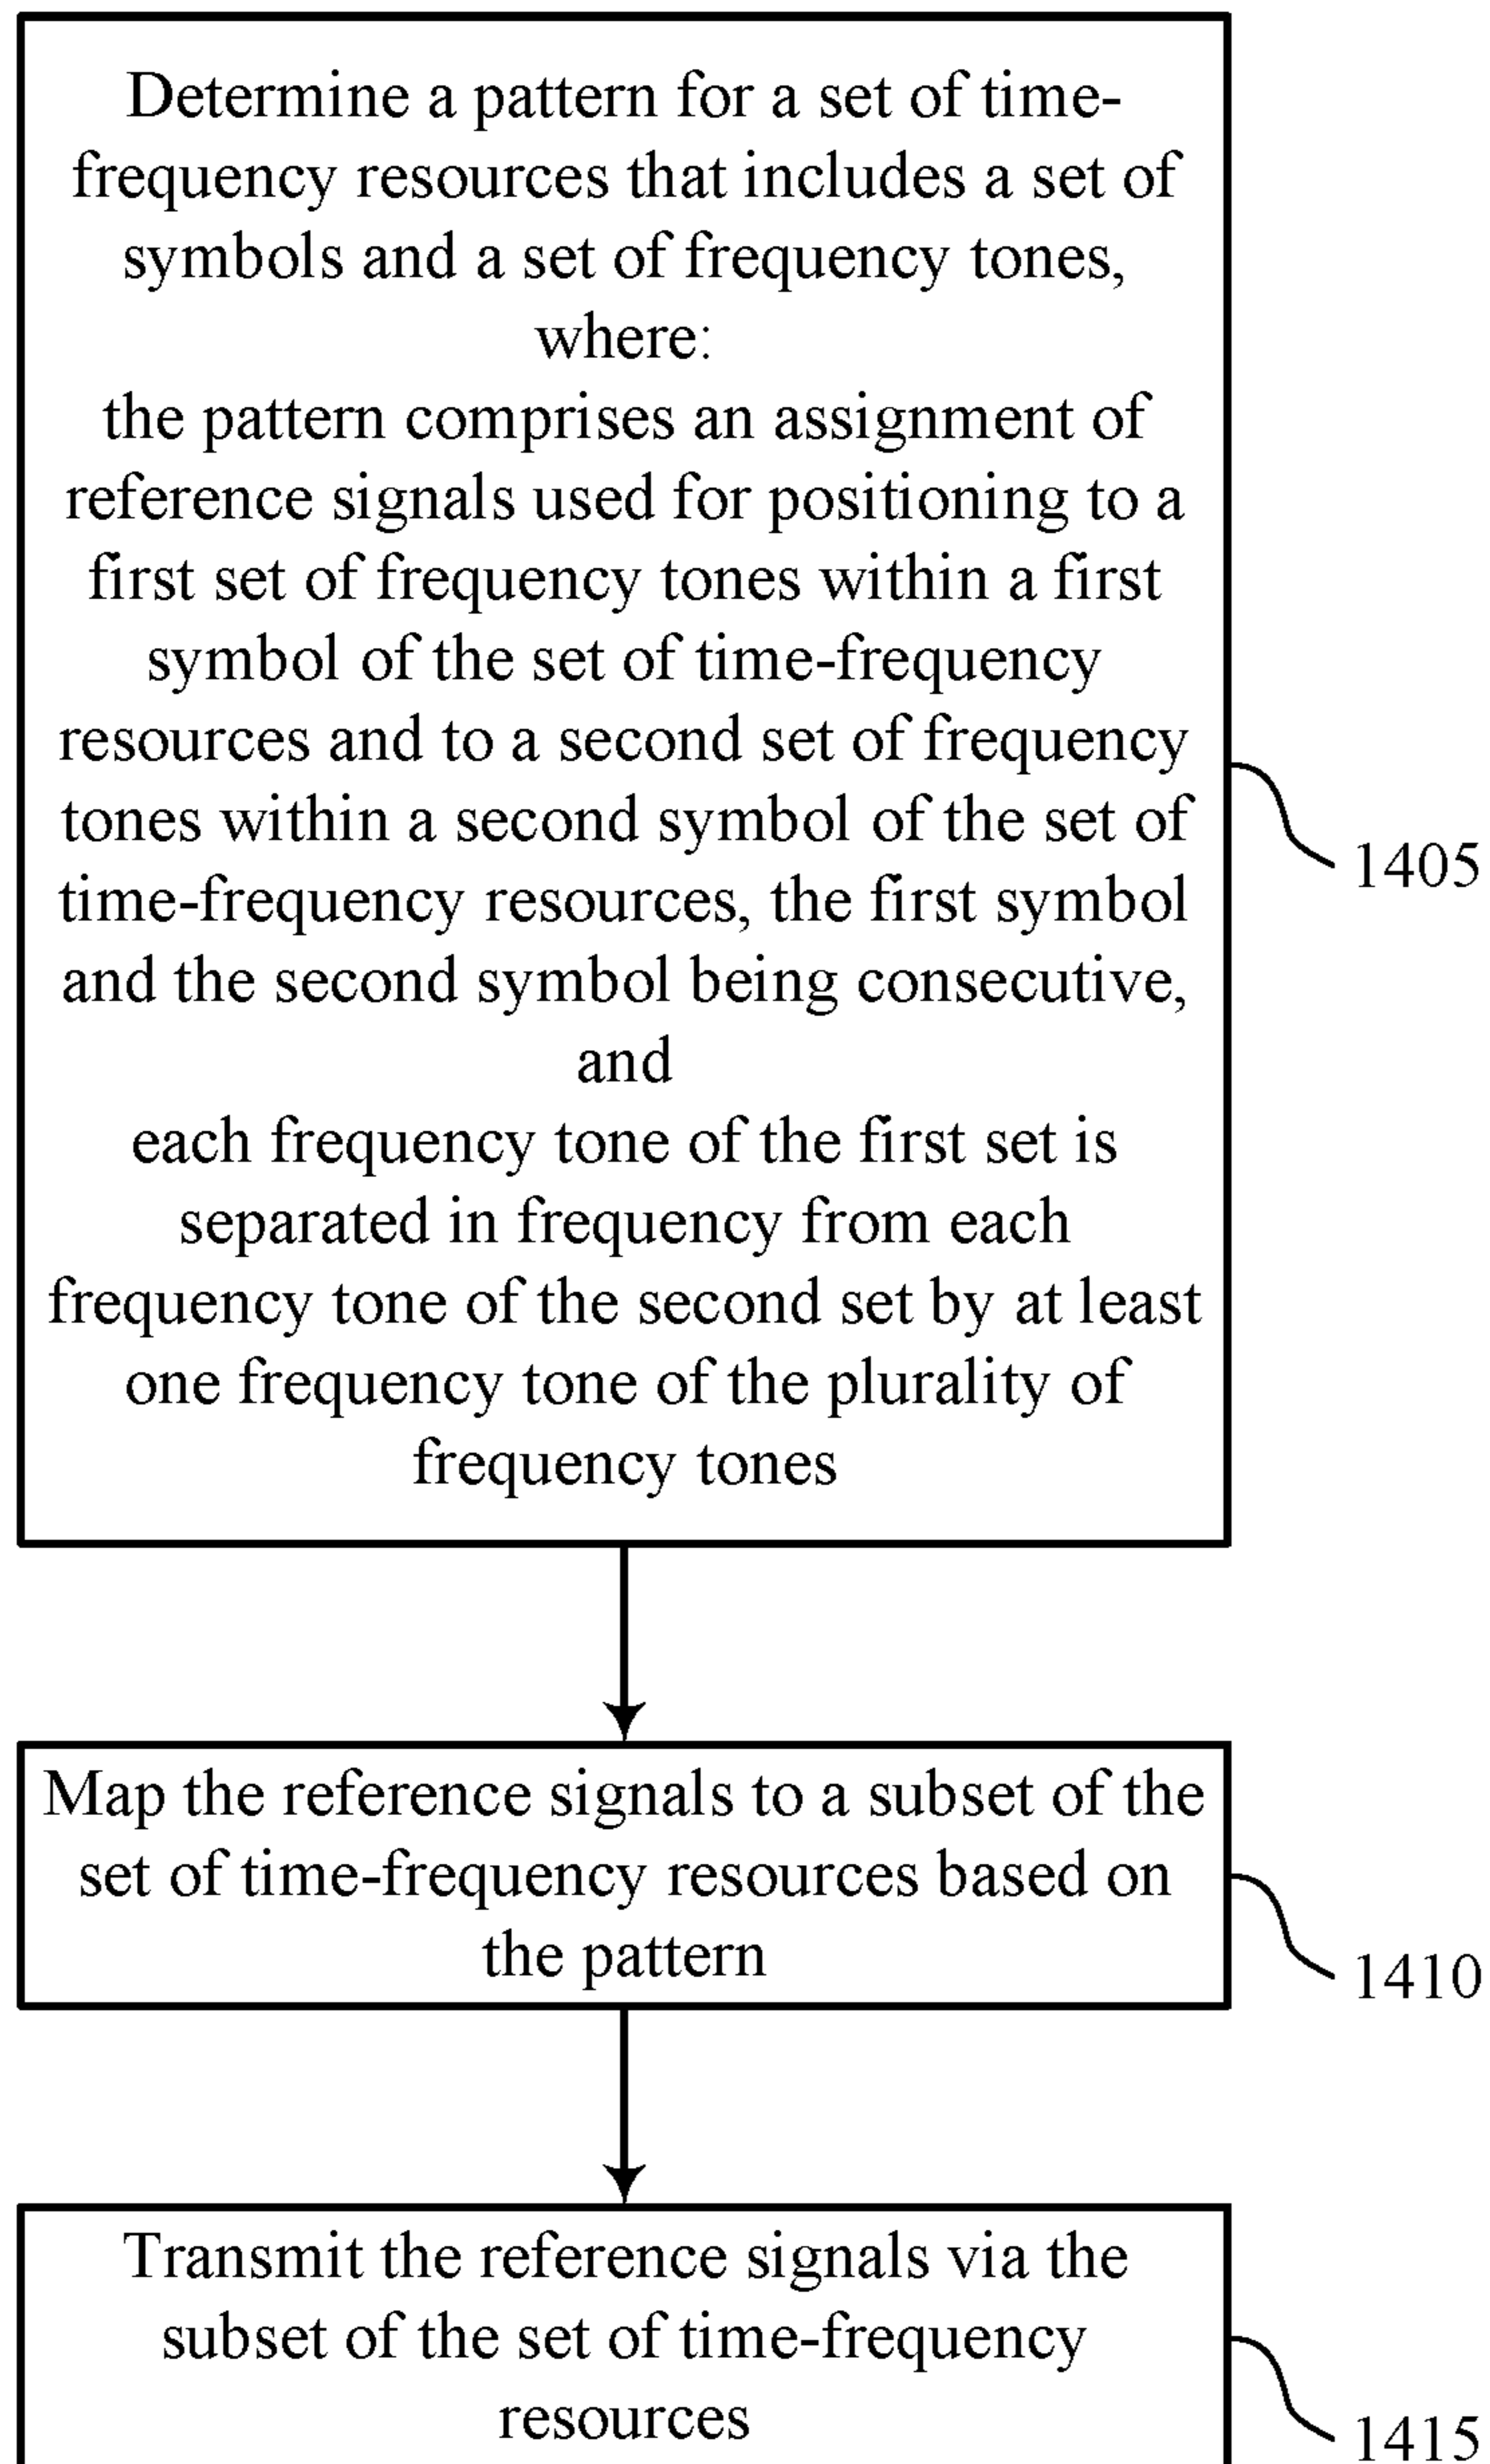 Determine a pattern for a set of time-
frequency resources that includes a set of
symbols and a set of frequency tones,
where:
the pattern comprises an assignment of
reference signals used for positioning to a
first set of frequency tones within a first
symbol of the set of time-frequency
resources and to a second set of frequency
tones within a second symbol of the set of
time-frequency resources, the first symbol
and the second symbol being consecutive,
and
each frequency tone of the first set is
separated in frequency from each
frequency tone of the second set by at least
one frequency tone of the plurality of
frequency tones
1405
Map the reference signals to a subset of the
set of time-frequency resources based on
the pattern
1410
Transmit the reference signals via the
subset of the set of time-frequency
resources
1415